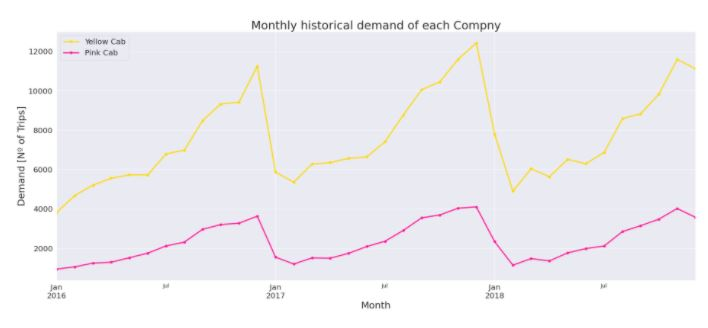 Monthly historical demand of each Compny
Yellow Cab
Pink Cab
Demand [Nº of Trips]
12000
10000
8000
6000
4000
2000
Jan Jul Jan Jul Jan Jul
2016 2017 2018
Month